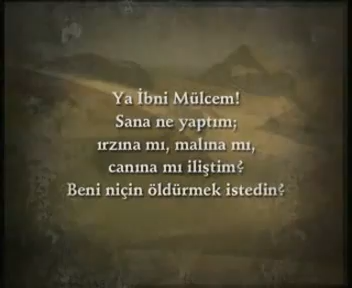 Ya İbni Mülcem!
Sana ne yaptım;
ırzına mı, malına mı,
canına mı iliştim?
Beni niçin öldürmek istedin?